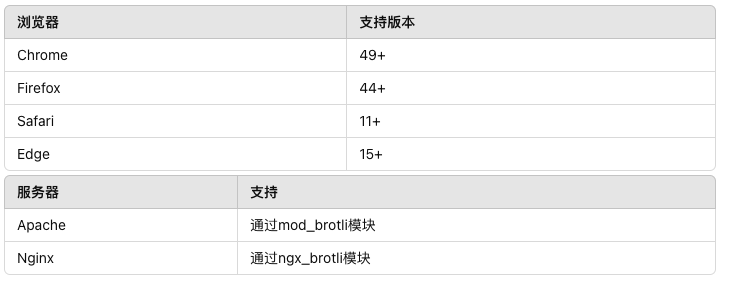 浏览器 支持版本
Chrome 49+
Firefox 44+
Safari 11+
Edge 15+
服务器 支持
Apache 通过mod_brotli模块
Nginx 通过ngx_brotli模块